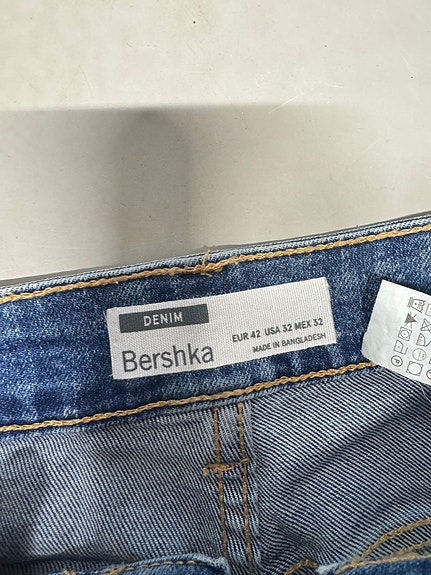 DENIM
Bershka
EUR 42 USA 32 MEX 32
MADE IN BANGLADESH